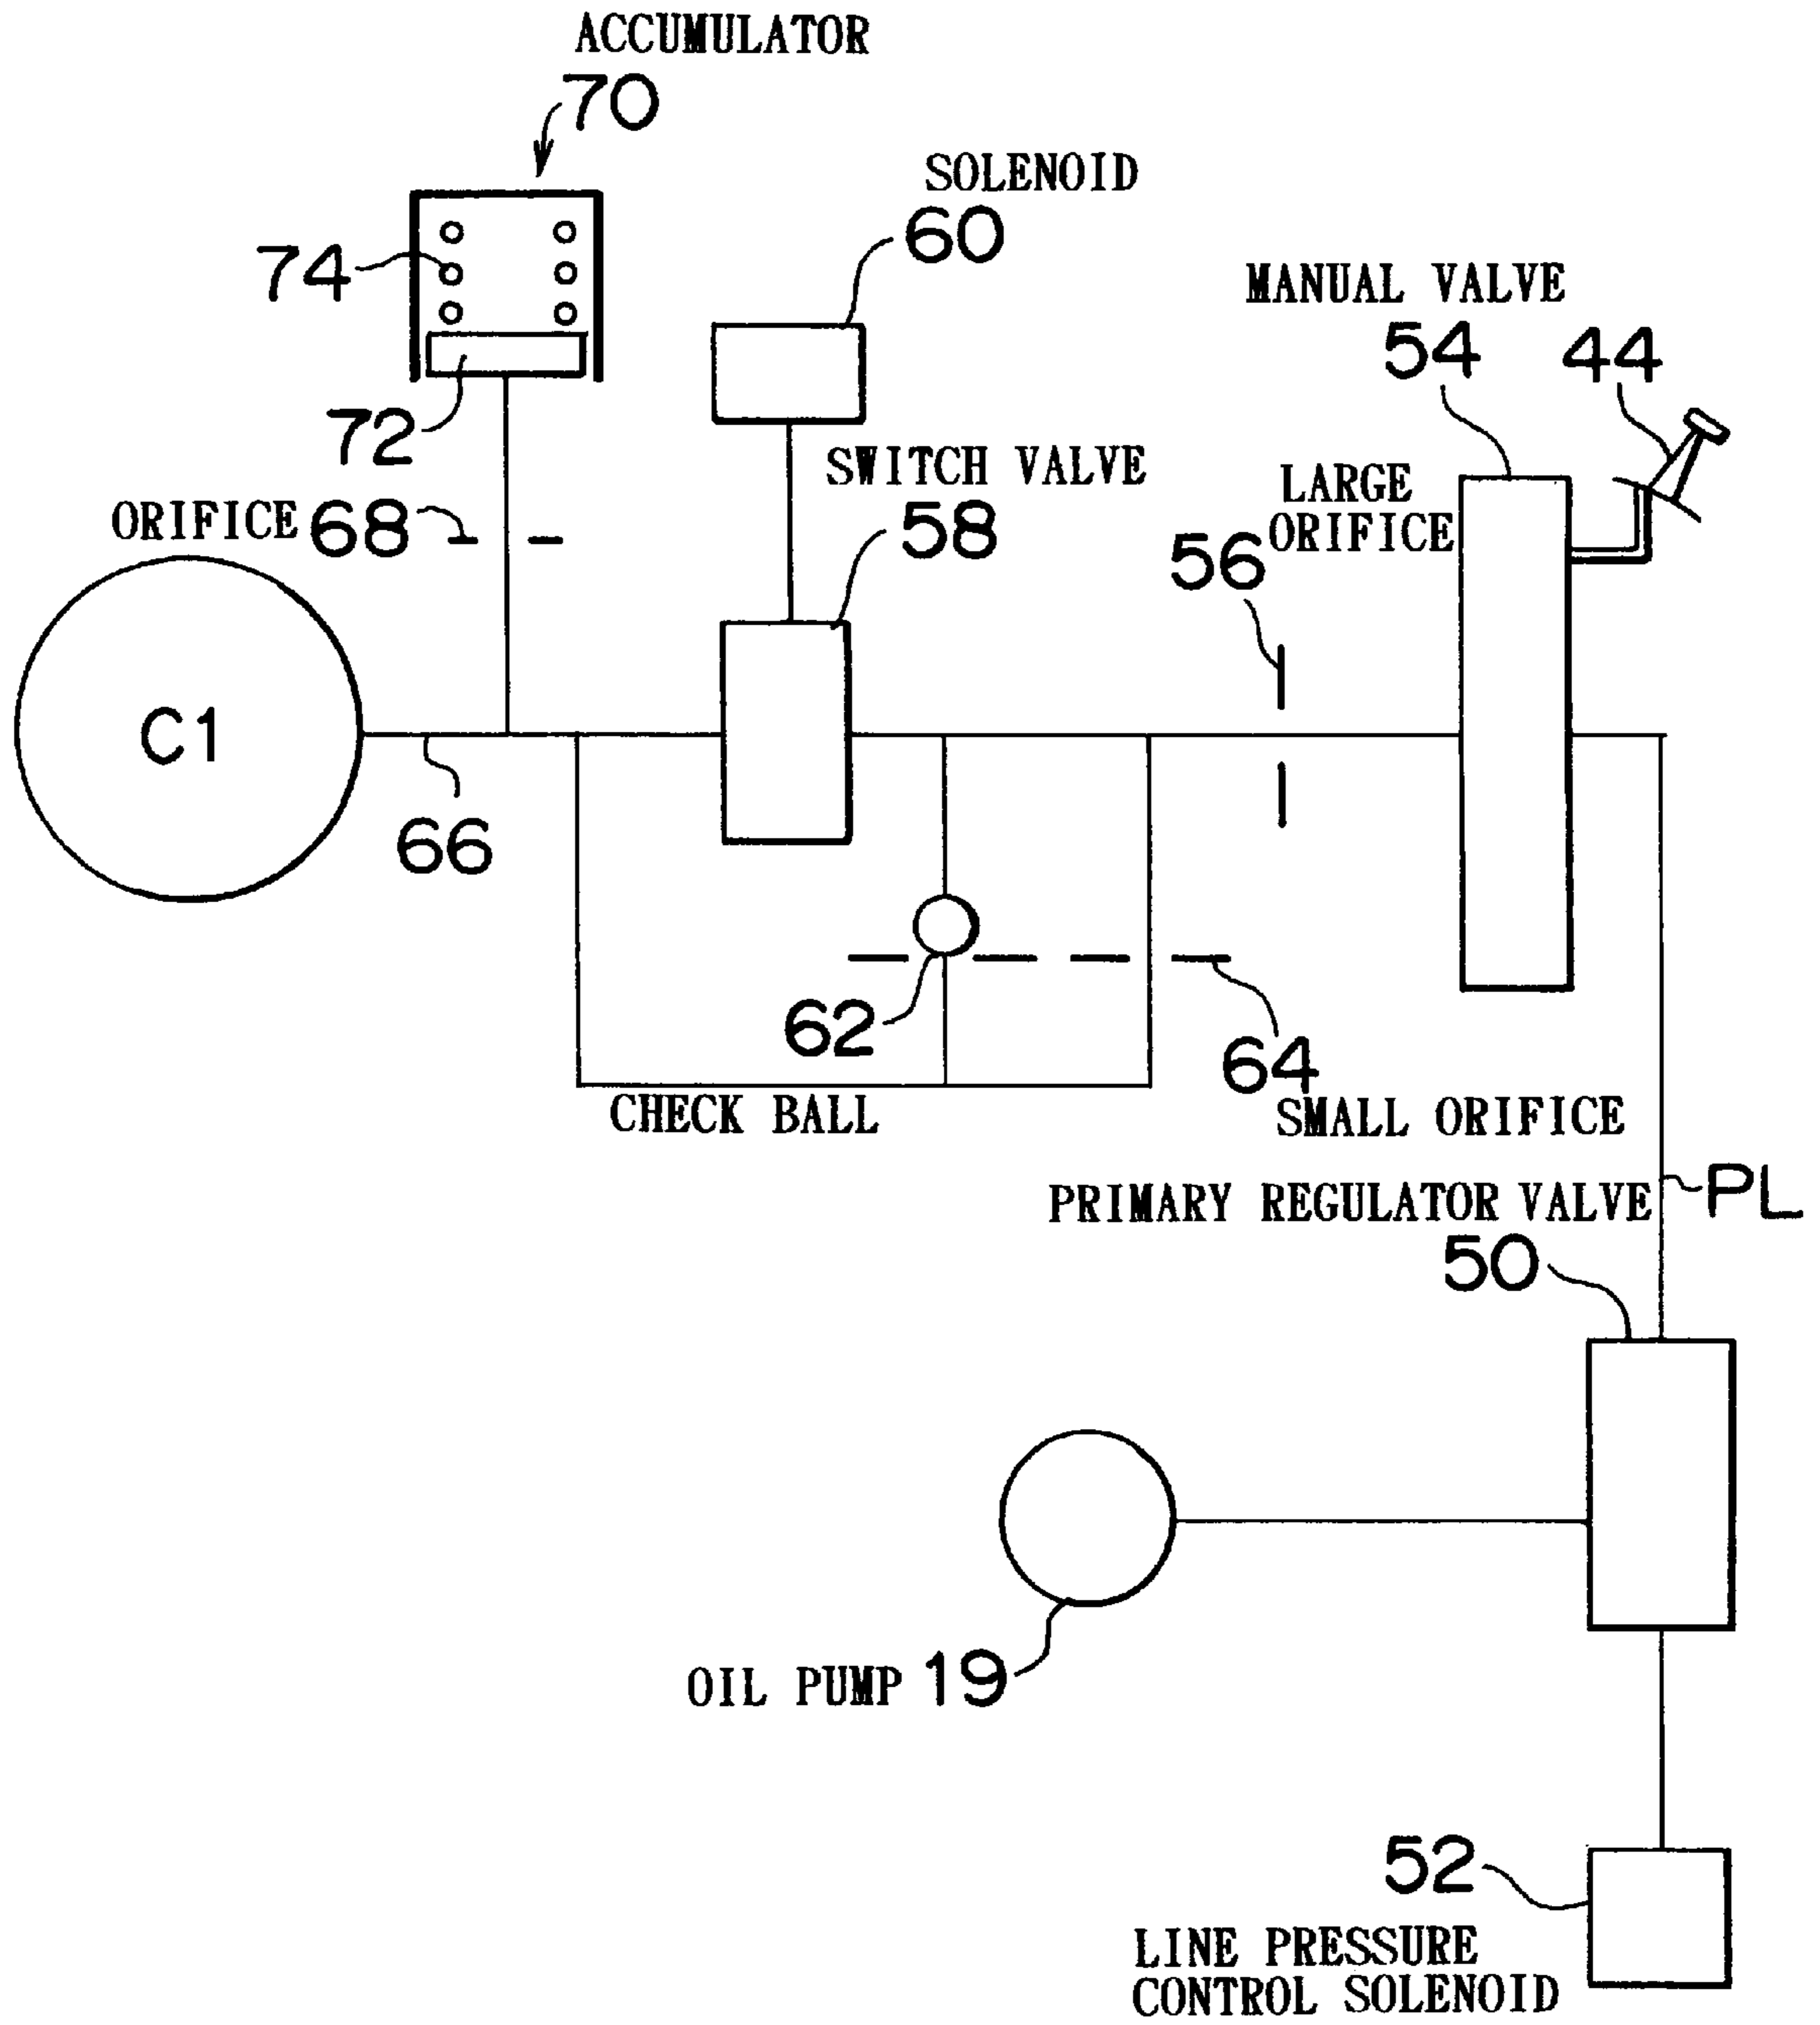 ACCUMULATOR
70
SOLENOID
60
74
MANUAL VALVE
54
44
72
SWITCH VALVE
58
LARGE
ORIFICE
ORIFICE 68
56
C1
66
62
64
CHECK BALL
SMALL ORIFICE
PL
PRIMARY REGULATOR VALVE
50
OIL PUMP 19
52
LINE PRESSURE
CONTROL SOLENOID